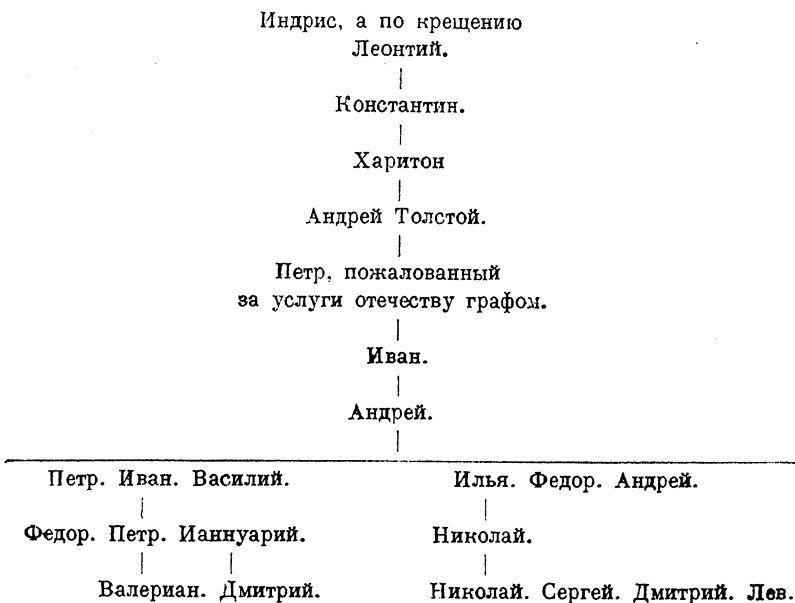 Индрис, а по крещению
Леонтий.
Константин.
Харитон
Андрей Толстой.
Петр, пожалованный
за услуги отечеству графом.
Иван.
Андрей.
Петр. Иван. Василий. Илья. Федор. Андрей.
Федор. Петр. Ианнуарий. Николай.
Валериан. Дмитрий. Николай. Сергей. Дмитрий. Лев.